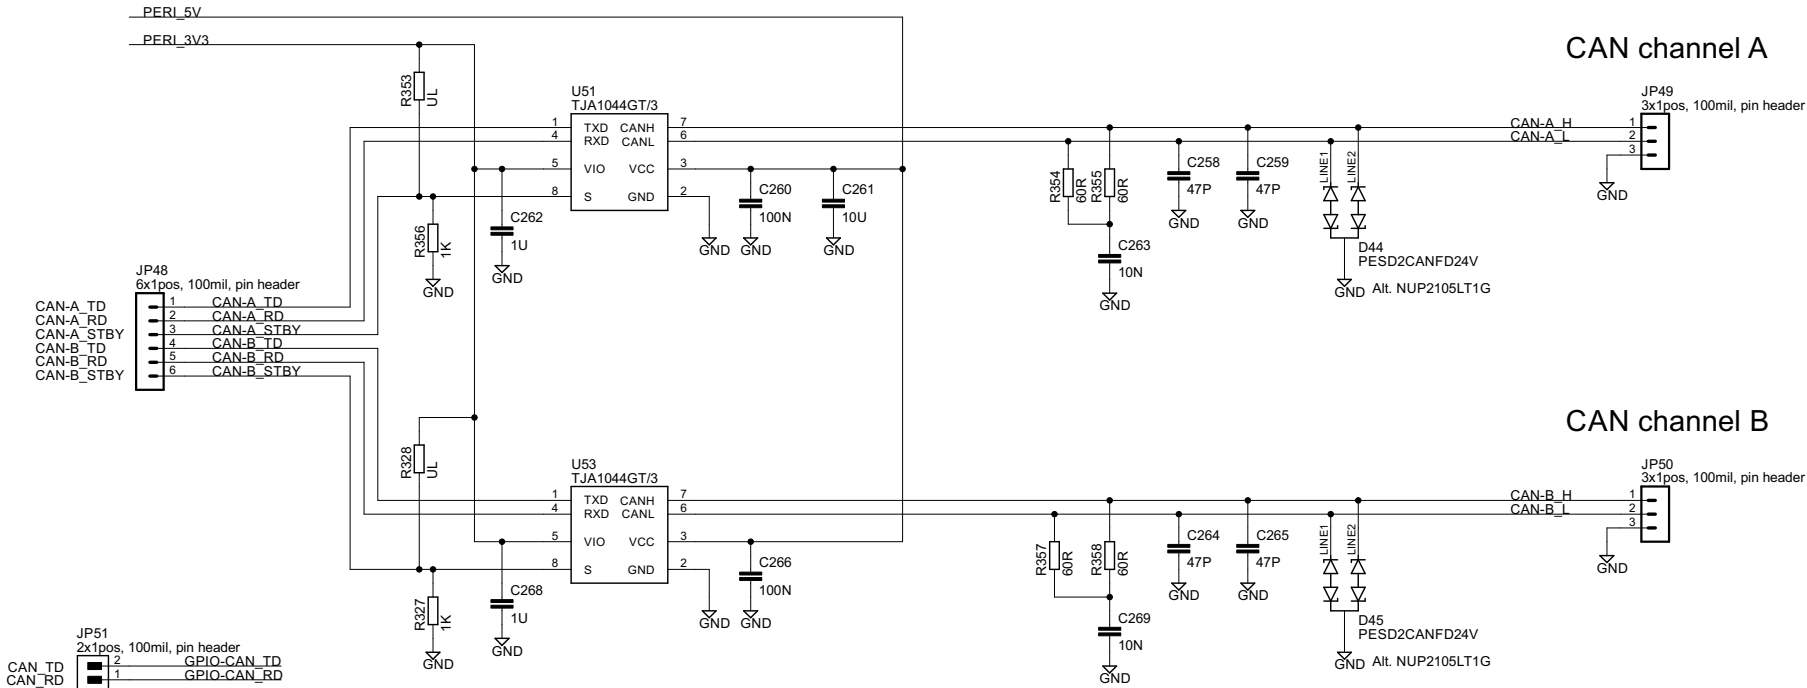 PERI_5V
PERI_3V3
CAN channel A
R353
UL
U51
TJA1044GT/3
1 TXD CANH 7
4 RXD CANL 6
5 VIO VCC 3
8 S GND 2
R356
1K
GND
C262
1U
GND
GND
C260
100N
GND
C261
10U
GND
R354
60R
R355
60R
C263
10N
GND
C258
47P
GND
C259
47P
GND
LINE1
LINE2
D44
PESD2CANFD24V
GND Alt. NUP2105LT1G
CAN-A_H
CAN-A_L
JP49
3x1pos, 100mil, pin header
1
2
3
GND
JP48
6x1pos, 100mil, pin header
CAN-A_TD 1 CAN-A_TD
CAN-A_RD 2 CAN-A_RD
CAN-A_STBY 3 CAN-A_STBY
CAN-B_TD 4 CAN-B_TD
CAN-B_RD 5 CAN-B_RD
CAN-B_STBY 6 CAN-B_STBY
CAN channel B
R328
UL
U53
TJA1044GT/3
1 TXD CANH 7
4 RXD CANL 6
5 VIO VCC 3
8 S GND 2
R327
1K
GND
C268
1U
GND
GND
C266
100N
GND
R357
60R
R358
60R
C269
10N
GND
C264
47P
GND
C265
47P
GND
LINE1
LINE2
D45
PESD2CANFD24V
GND Alt. NUP2105LT1G
CAN-B_H
CAN-B_L
JP50
3x1pos, 100mil, pin header
1
2
3
GND
JP51
2x1pos, 100mil, pin header
CAN_TD 2 GPIO-CAN_TD
CAN_RD 1 GPIO-CAN_RD